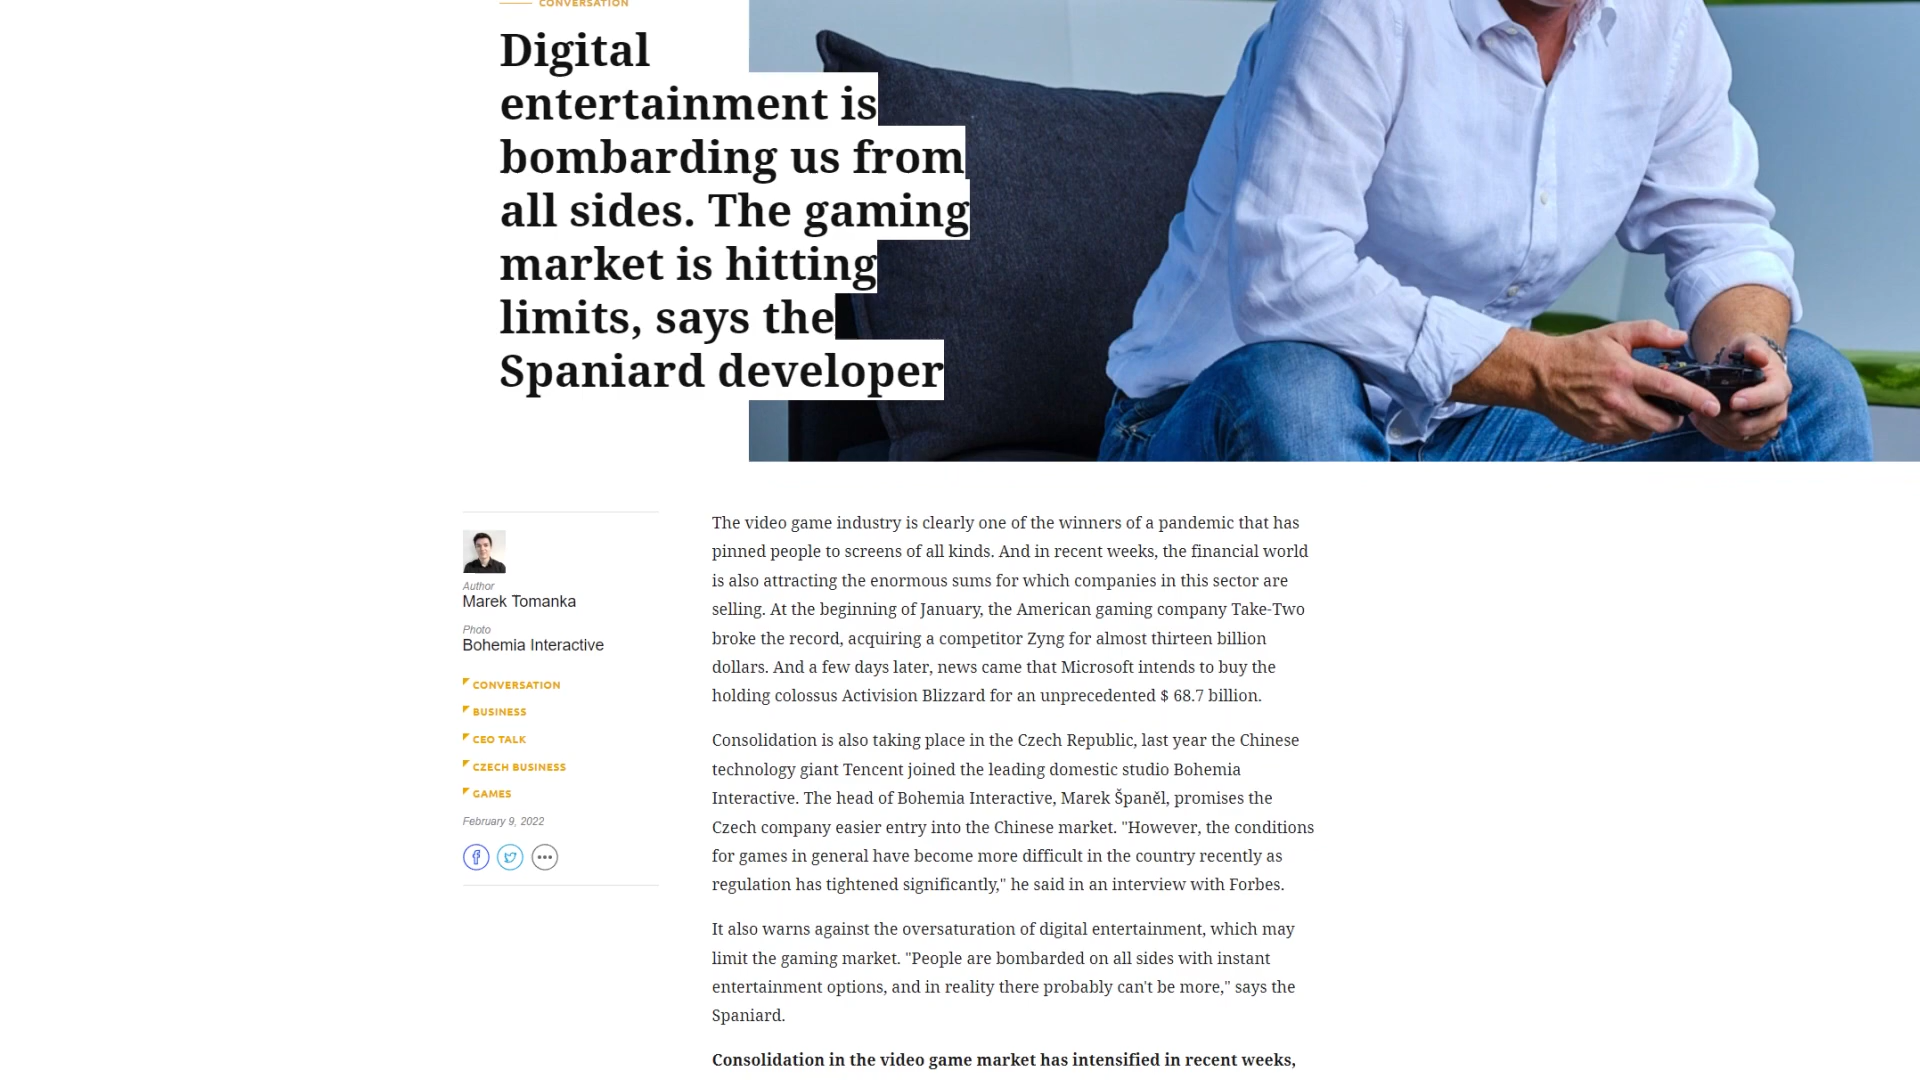 CONVERSATION
Digital
entertainment is
bombarding us from
all sides. The gaming
market is hitting
limits, says the
Spaniard developer
Author
Marek Tomanka
Photo
Bohemia Interactive
CONVERSATION
BUSINESS
CEO TALK
CZECH BUSINESS
GAMES
February 9, 2022
The video game industry is clearly one of the winners of a pandemic that has
pinned people to screens of all kinds. And in recent weeks, the financial world
is also attracting the enormous sums for which companies in this sector are
selling. At the beginning of January, the American gaming company Take-Two
broke the record, acquiring a competitor Zyng for almost thirteen billion
dollars. And a few days later, news came that Microsoft intends to buy the
holding colossus Activision Blizzard for an unprecedented $ 68.7 billion.
Consolidation is also taking place in the Czech Republic, last year the Chinese
technology giant Tencent joined the leading domestic studio Bohemia
Interactive. The head of Bohemia Interactive, Marek Španěl, promises the
Czech company easier entry into the Chinese market. "However, the conditions
for games in general have become more difficult in the country recently as
regulation has tightened significantly," he said in an interview with Forbes.
It also warns against the oversaturation of digital entertainment, which may
limit the gaming market. "People are bombarded on all sides with instant
entertainment options, and in reality there probably can't be more," says the
Spaniard.
Consolidation in the video game market has intensified in recent weeks,